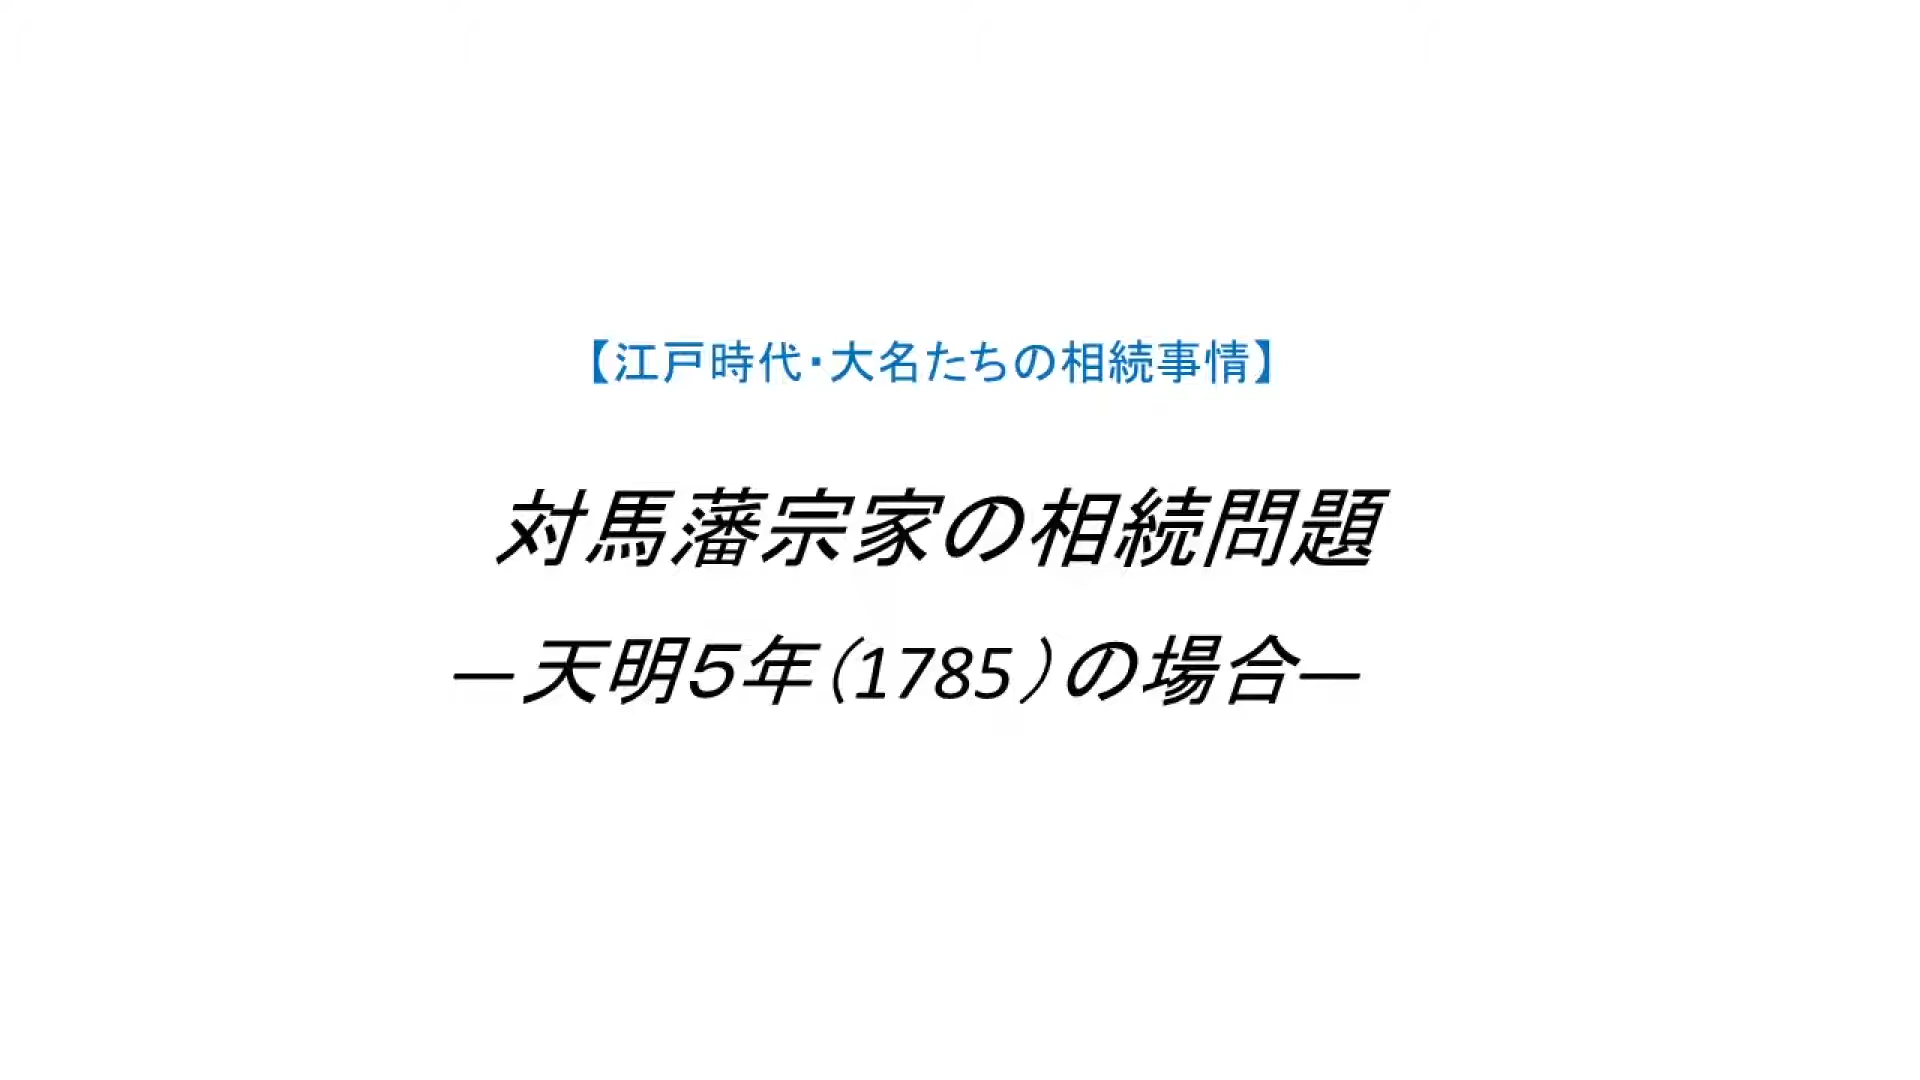 【江戸時代・大名たちの相続事情】
対馬藩宗家の相続問題
―天明５年（1785）の場合―